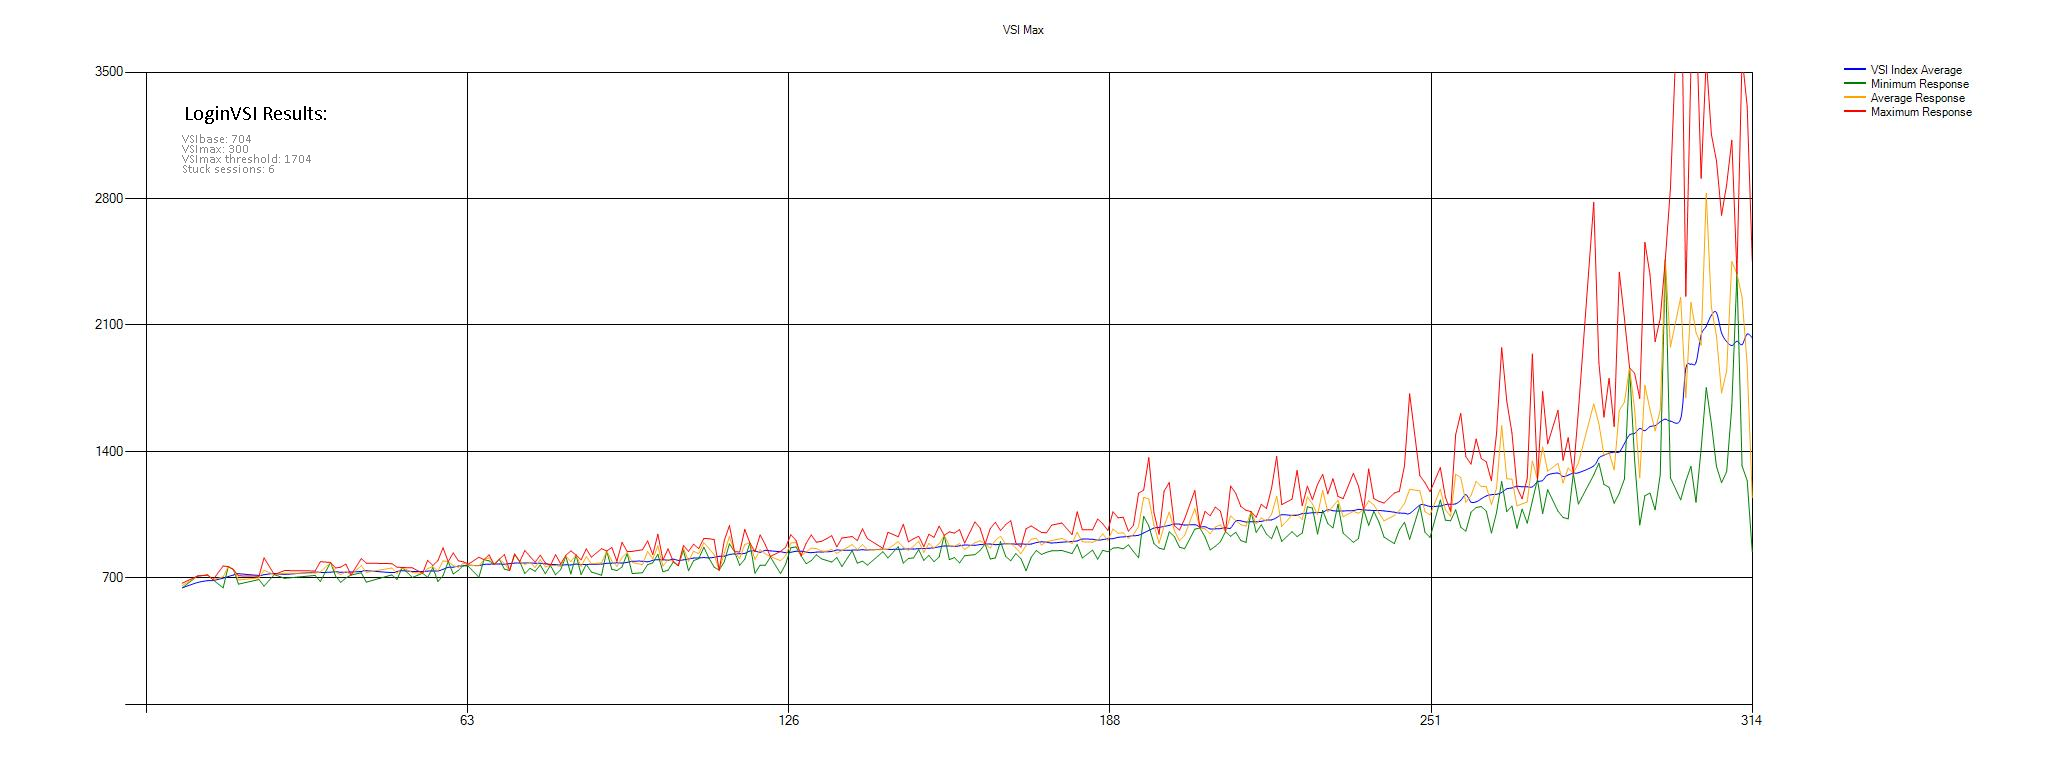 VSI Max
3500
2800
2100
1400
700
63
126
188
251
314
LoginVSI Results:
VSIbase: 704
VSImax: 300
VSImax threshold: 1704
Stuck sessions: 6
VSI Index Average
Minimum Response
Average Response
Maximum Response